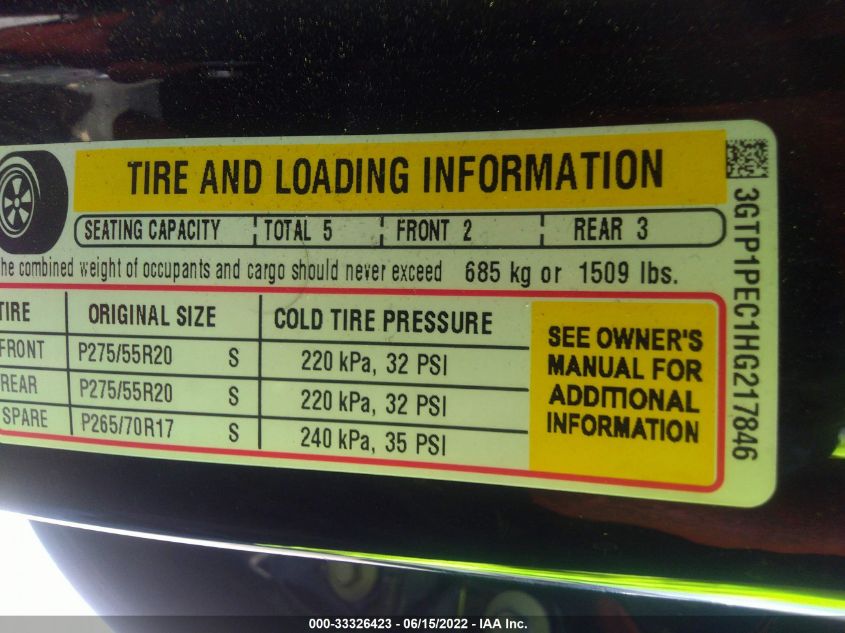 TIRE AND LOADING INFORMATION
SEATING CAPACITY TOTAL 5 FRONT 2 REAR 3
he combined weight of occupants and cargo should never exceed 685 kg or 1509 lbs.
TIRE ORIGINAL SIZE COLD TIRE PRESSURE
FRONT P275/55R20 S 220 kPa, 32 PSI
REAR P275/55R20 S 220 kPa, 32 PSI
SPARE P265/70R17 S 240 kPa, 35 PSI
SEE OWNER'S
MANUAL FOR
ADDITIONAL
INFORMATION
3GTP1PEC1HG217846
000-33326423 - 06/15/2022 - IAA Inc.